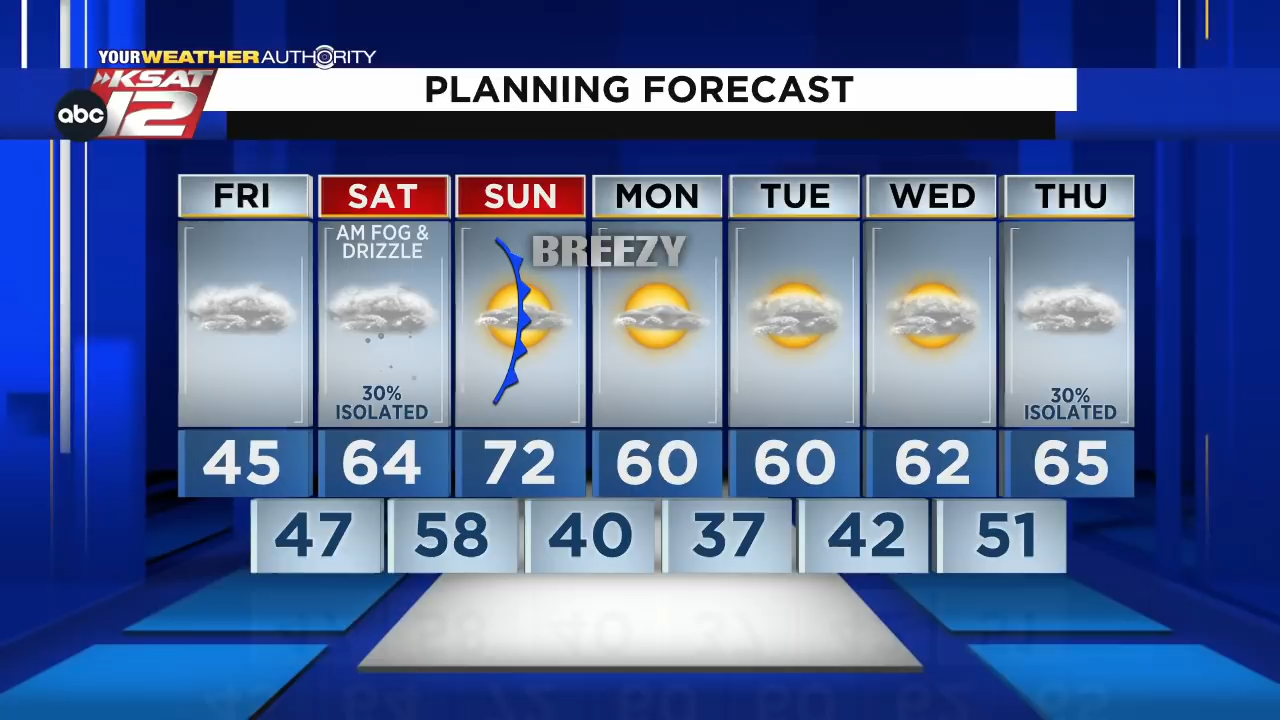 YOURWEATHERAUTHORITY
KSAT
abc 12
PLANNING FORECAST
FRI SAT SUN MON TUE WED THU
AM FOG &
DRIZZLE
BREEZY
30%
ISOLATED
30%
ISOLATED
45 64 72 60 60 62 65
47 58 40 37 42 51